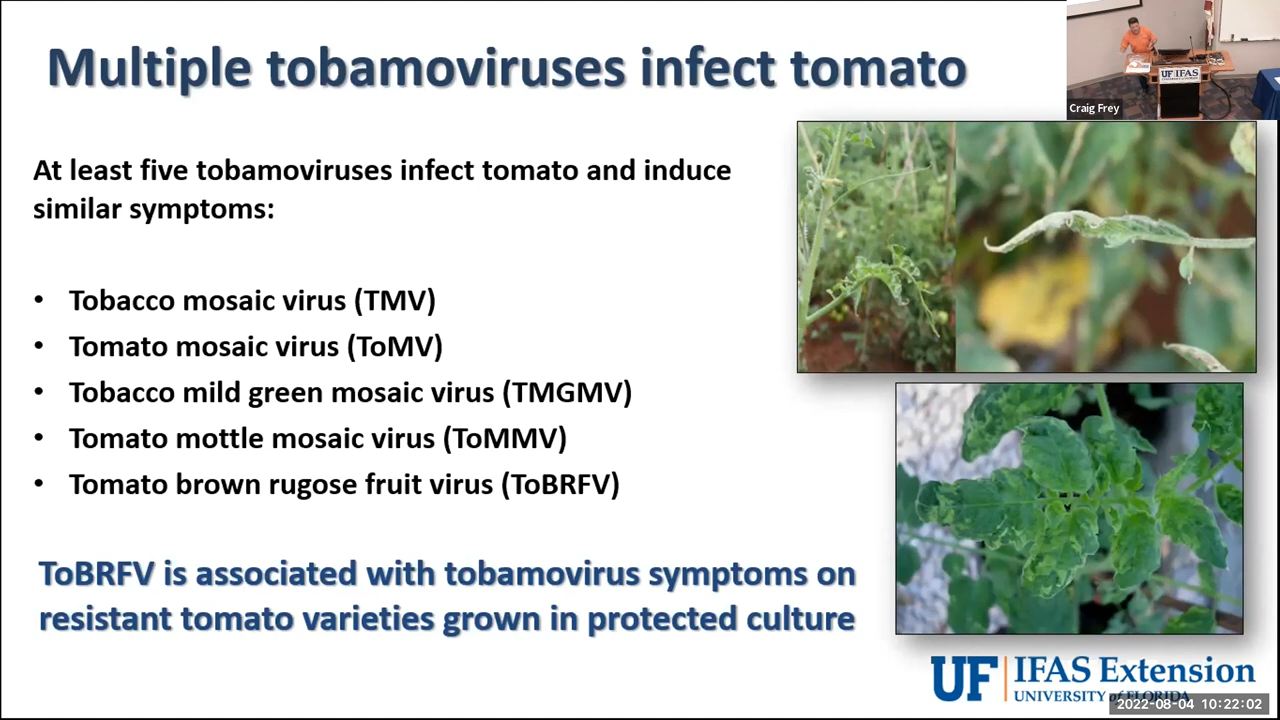 Multiple tobamoviruses infect tomato
UF IFAS
Craig Frey
At least five tobamoviruses infect tomato and induce
similar symptoms:
• Tobacco mosaic virus (TMV)
• Tomato mosaic virus (ToMV)
• Tobacco mild green mosaic virus (TMGMV)
• Tomato mottle mosaic virus (ToMMV)
• Tomato brown rugose fruit virus (ToBRFV)
ToBRFV is associated with tobamovirus symptoms on
resistant tomato varieties grown in protected culture
UF IFAS Extension
UNIVERSITY of FLORIDA
2022-08-04 10:22:02